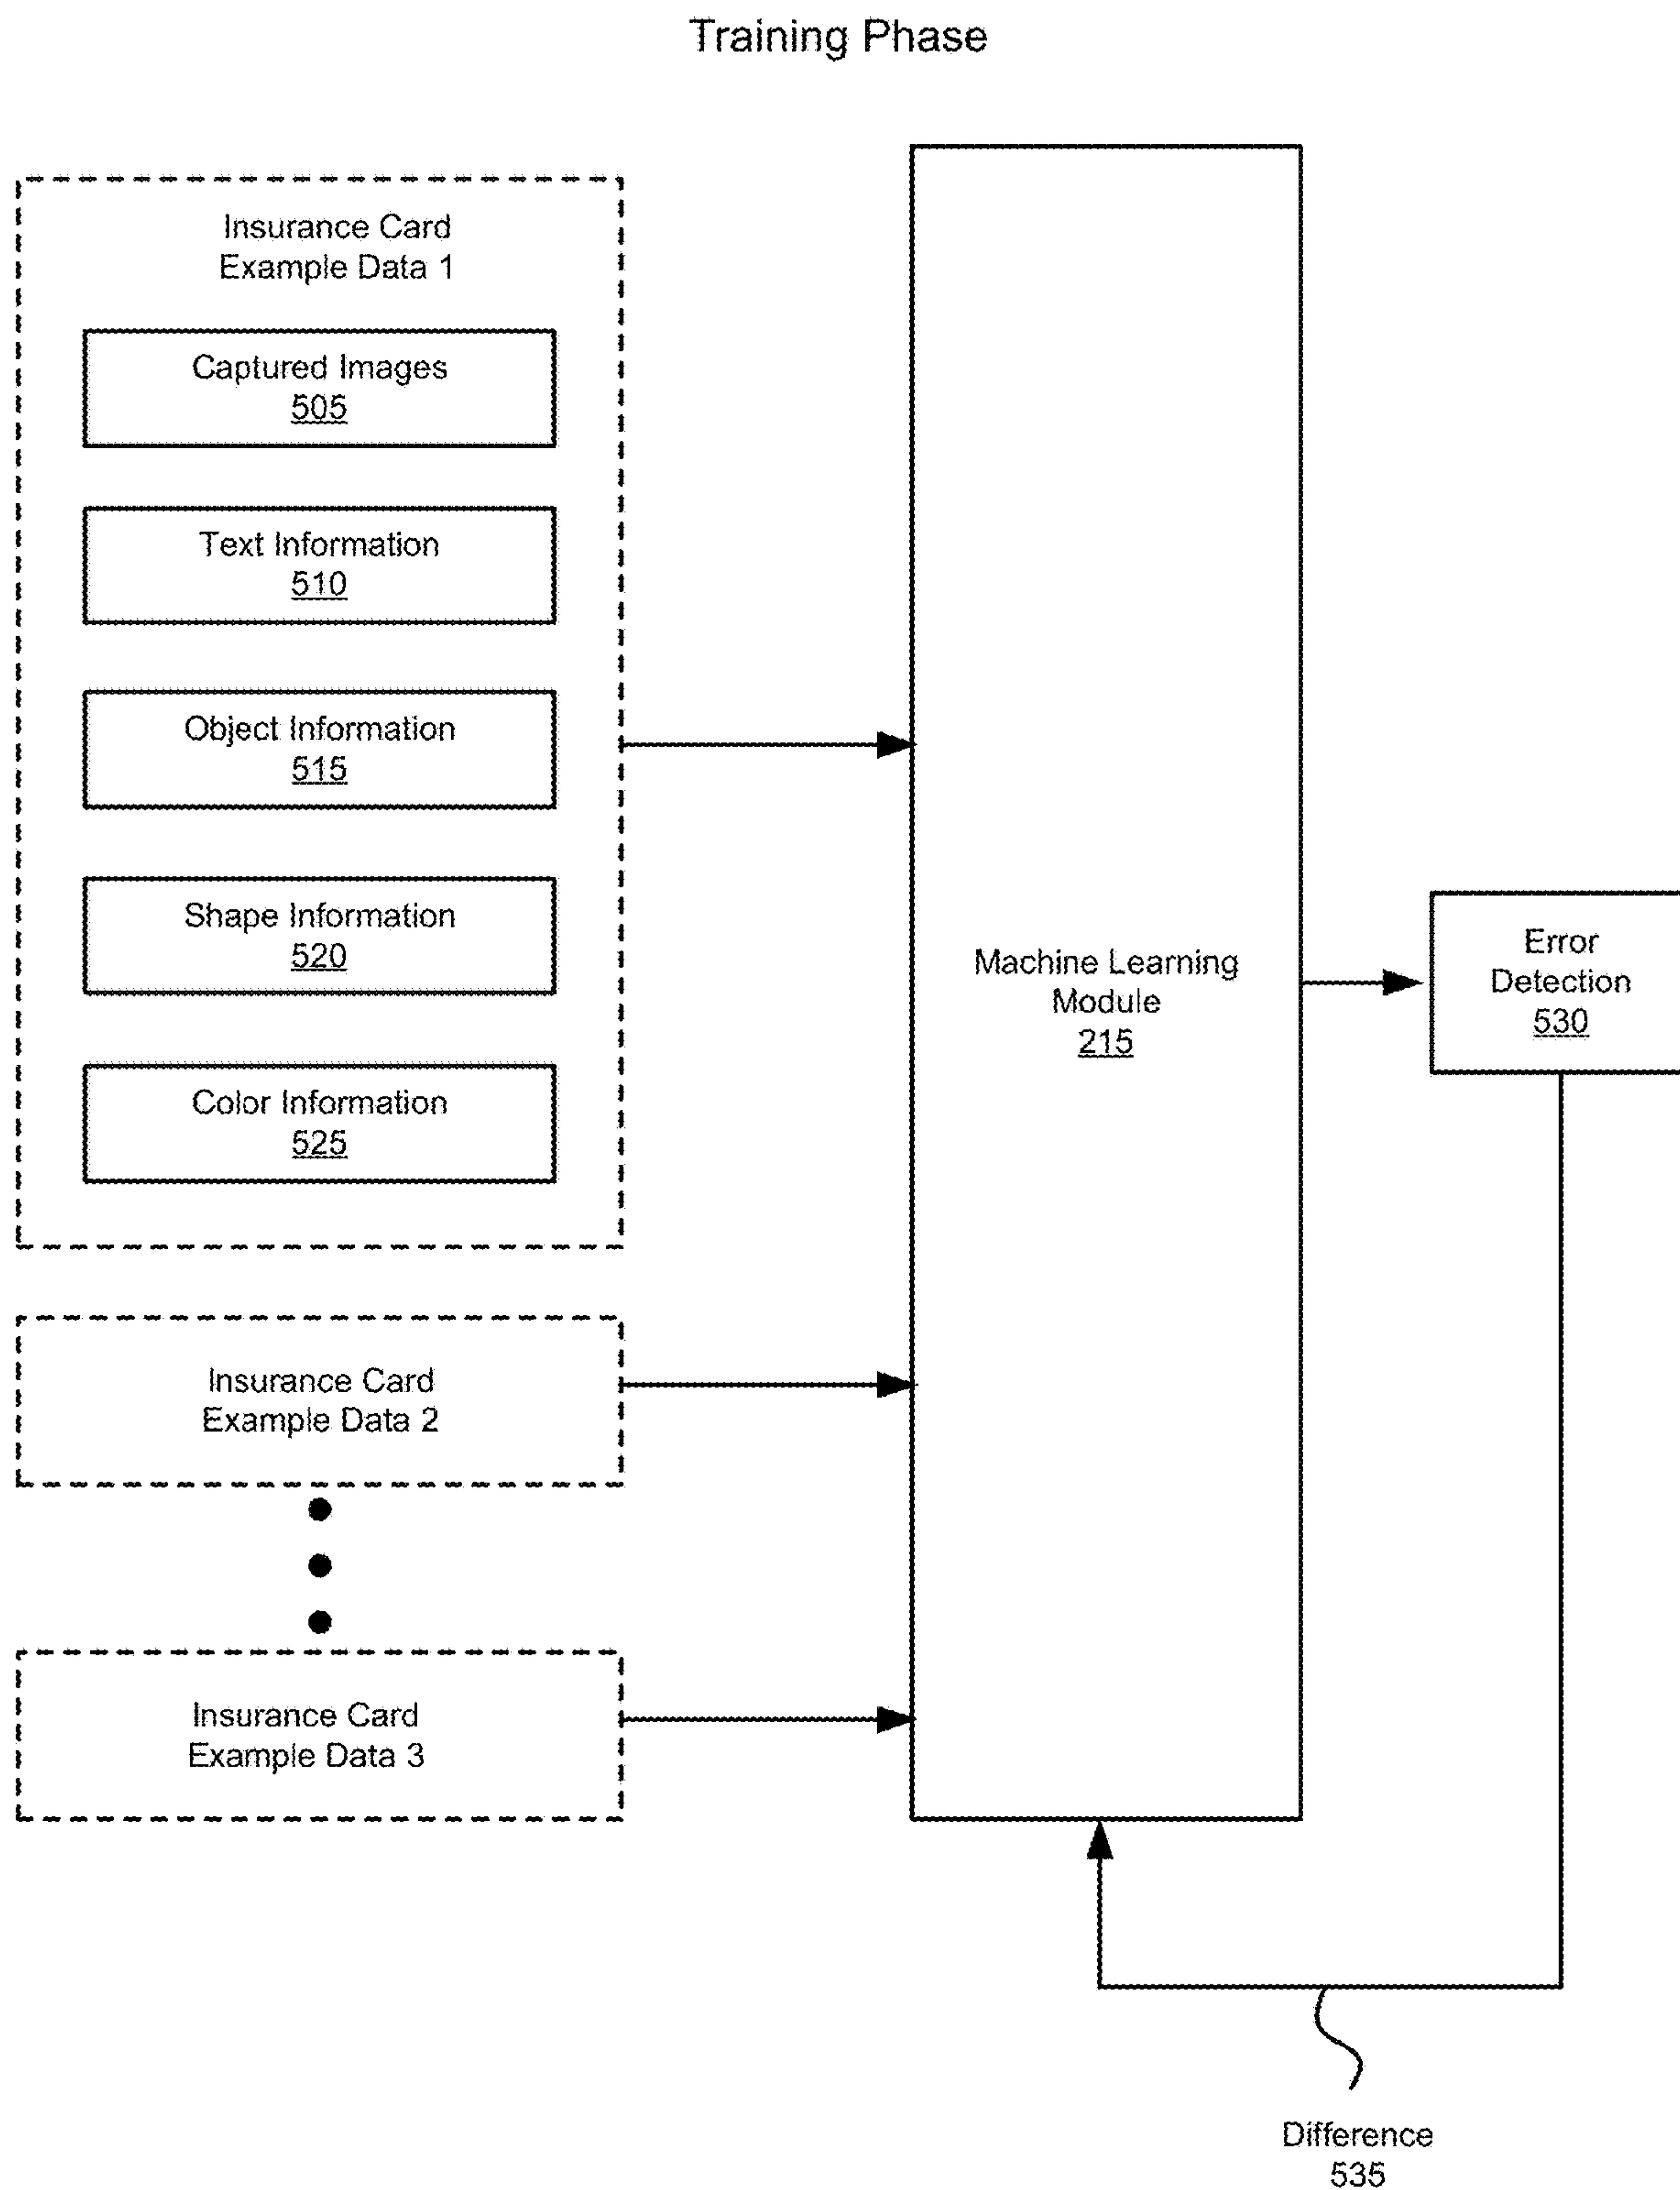 Training Phase
Insurance Card
Example Data 1
Captured Images
505
Text Information
510
Object Information
515
Shape Information
520
Color Information
525
Insurance Card
Example Data 2
Insurance Card
Example Data 3
Machine Learning
Module
215
Error
Detection
530
Difference
535